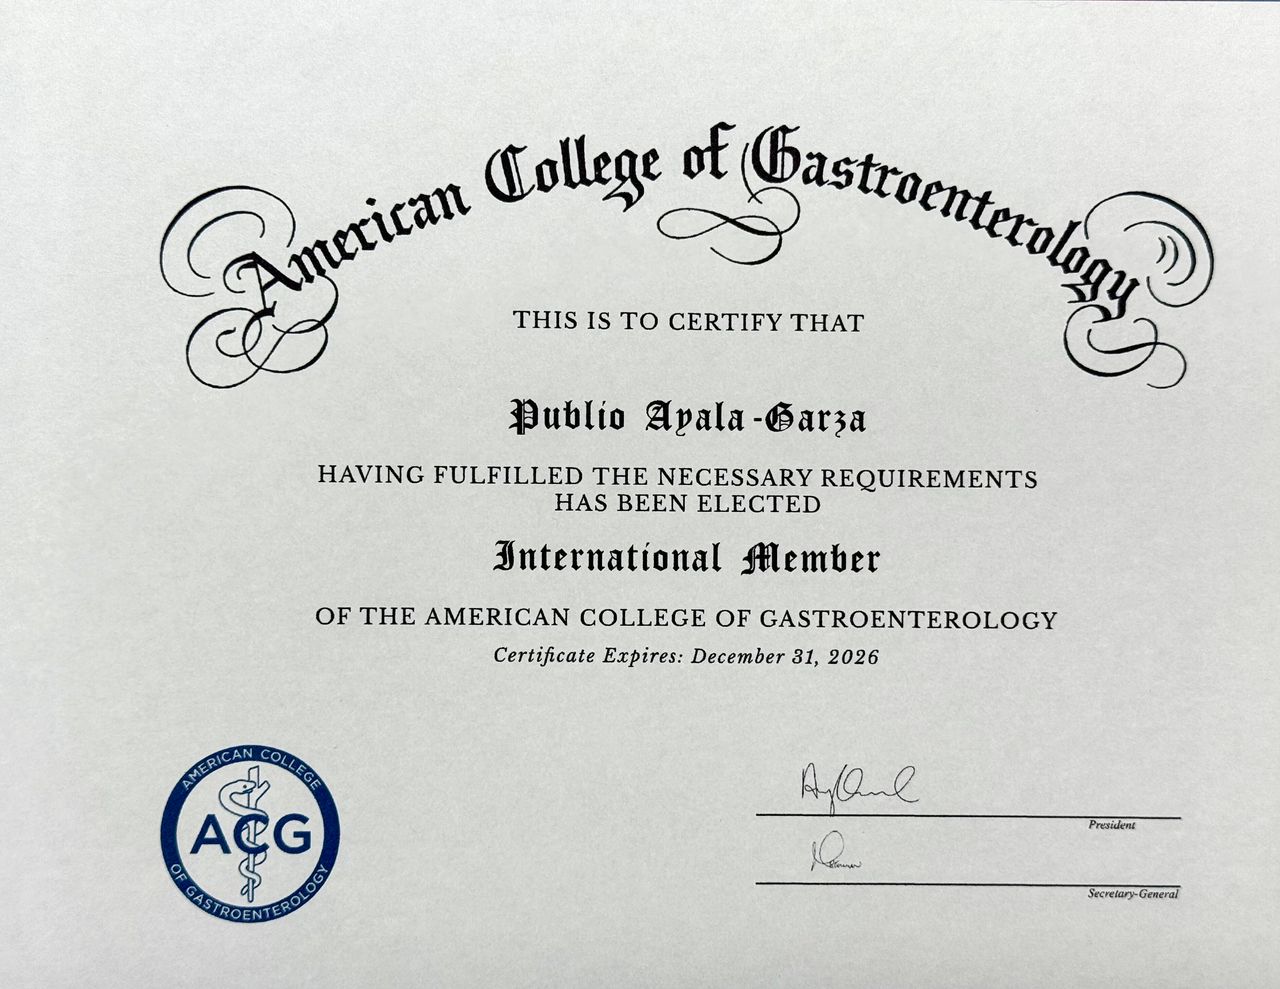 American College of Gastroenterology
THIS IS TO CERTIFY THAT
Publio Ayala-Garza
HAVING FULFILLED THE NECESSARY REQUIREMENTS
HAS BEEN ELECTED
International Member
OF THE AMERICAN COLLEGE OF GASTROENTEROLOGY
Certificate Expires: December 31, 2026
AMERICAN COLLEGE
ACG
OF GASTROENTEROLOGY
President
Secretary-General